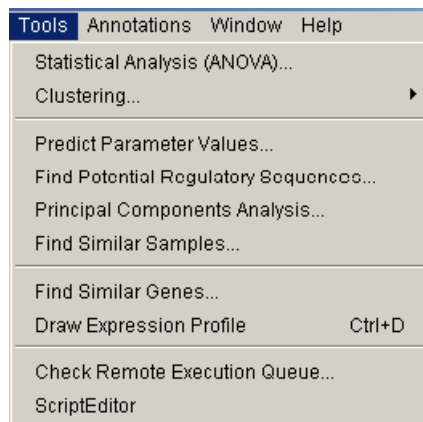 Tools Annotations Window Help
Statistical Analysis (ANOVA)...
Clustering...
Predict Parameter Values...
Find Potential Regulatory Sequences...
Principal Components Analysis...
Find Similar Samples...
Find Similar Genes...
Draw Expression Profile Ctrl+D
Check Remote Execution Queue...
ScriptEditor